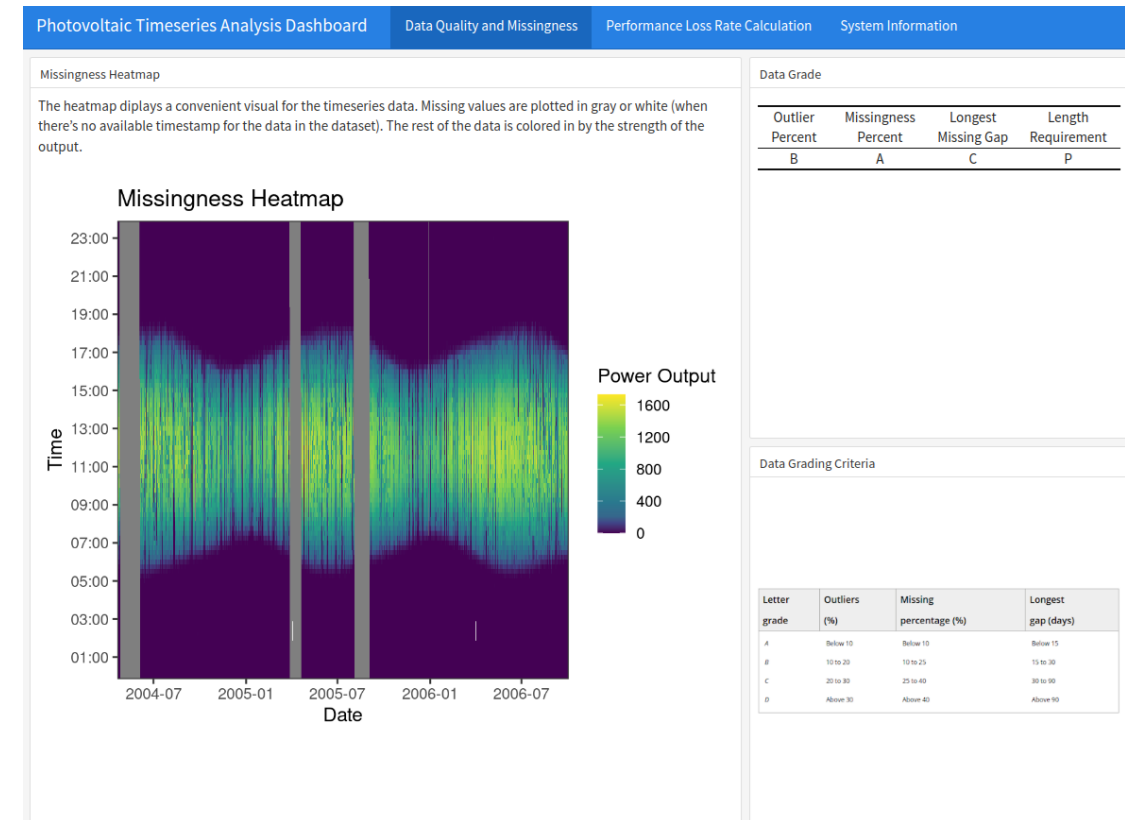 Photovoltaic Timeseries Analysis Dashboard Data Quality and Missingness Performance Loss Rate Calculation System Information
Missingness Heatmap
The heatmap diplays a convenient visual for the timeseries data. Missing values are plotted in gray or white (when
there's no available timestamp for the data in the dataset). The rest of the data is colored in by the strength of the
output.
Missingness Heatmap
23:00
21:00
19:00
17:00
15:00
13:00
11:00
09:00
07:00
05:00
03:00
01:00
Time
2004-07 2005-01 2005-07 2006-01 2006-07
Date
Power Output
1600
1200
800
400
0
Data Grade
Outlier Missingness Longest Length
Percent Percent Missing Gap Requirement
B A C P
Data Grading Criteria
Letter Outliers Missing Longest
grade (%) percentage (%) gap (days)
A Below 10 Below 10 Below 15
B 10 to 20 10 to 25 15 to 30
C 20 to 30 25 to 40 30 to 90
D Above 30 Above 40 Above 90